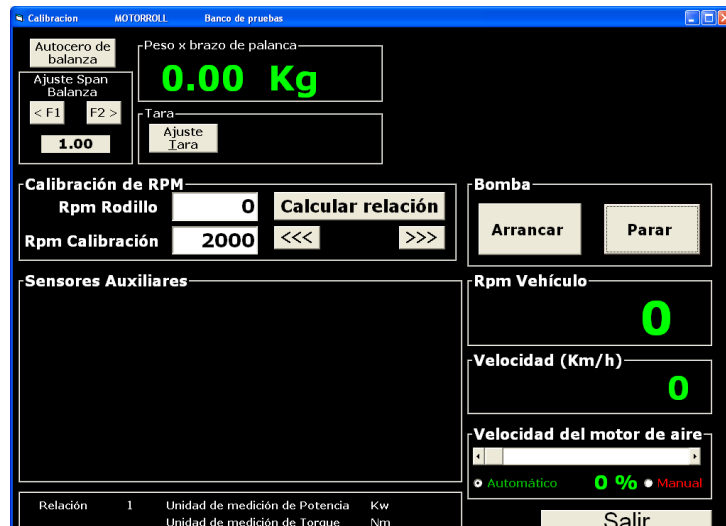 Calibracion MOTORROLL Banco de pruebas
Autocero de
balanza
Peso x brazo de palanca
0.00 Kg
Ajuste Span
Balanza
< F1 F2 >
1.00
Tara
Ajuste
Tara
Calibración de RPM
Rpm Rodillo 0 Calcular relación
Rpm Calibración 2000 <<< >>>
Bomba
Arrancar Parar
Sensores Auxiliares
Rpm Vehículo
0
Velocidad (Km/h)
0
Velocidad del motor de aire
Automático 0 % Manual
Relación 1 Unidad de medición de Potencia Kw
Unidad de medición de Torque Nm
Salir